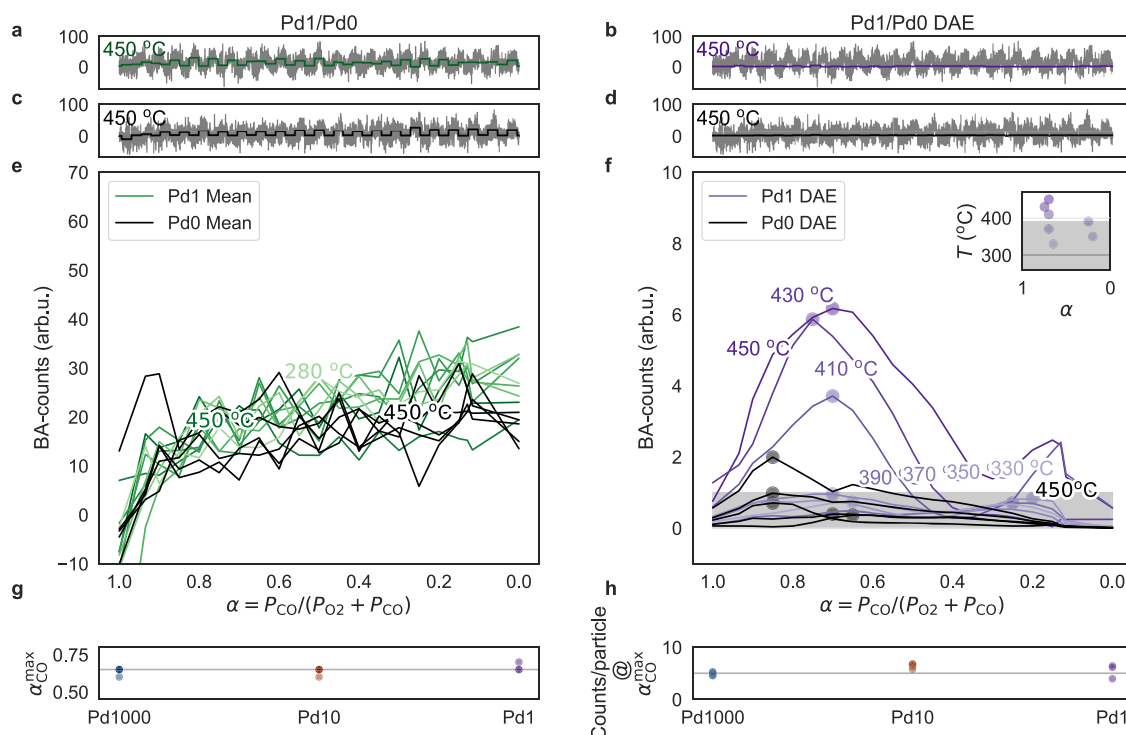 Pd1/Pd0
Pd1/Pd0 DAE
a
100
0
450 °C
b
100
0
450 °C
c
100
0
450 °C
d
100
0
450 °C
e
70
60
50
40
30
20
10
0
−10
BA-counts (arb.u.)
Pd1 Mean
Pd0 Mean
280 °C
450 °C
450 °C
1.0 0.8 0.6 0.4 0.2 0.0
α = P_CO/(P_O2 + P_CO)
f
10
8
6
4
2
0
BA-counts (arb.u.)
Pd1 DAE
Pd0 DAE
T (°C)
400
300
1 0
α
430 °C
450 °C
410 °C
390 370 350 330 °C
450°C
1.0 0.8 0.6 0.4 0.2 0.0
α = P_CO/(P_O2 + P_CO)
g
α_CO^max
0.75
0.50
Pd1000 Pd10 Pd1
h
Counts/particle
@
α_CO^max
10
0
Pd1000 Pd10 Pd1